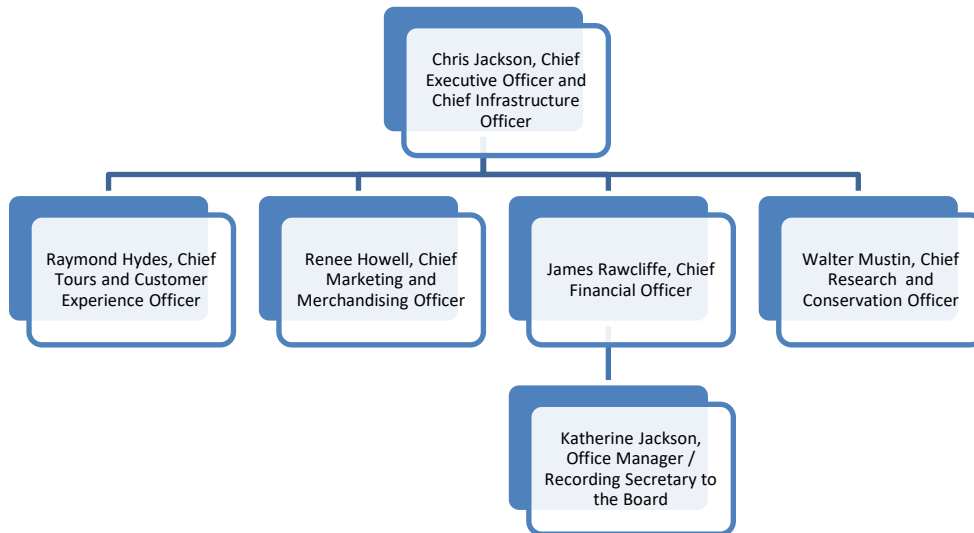 Chris Jackson, Chief
Executive Officer and
Chief Infrastructure
Officer
Raymond Hydes, Chief
Tours and Customer
Experience Officer
Renee Howell, Chief
Marketing and
Merchandising Officer
James Rawcliffe, Chief
Financial Officer
Walter Mustin, Chief
Research  and
Conservation Officer
Katherine Jackson,
Office Manager /
Recording Secretary to
the Board